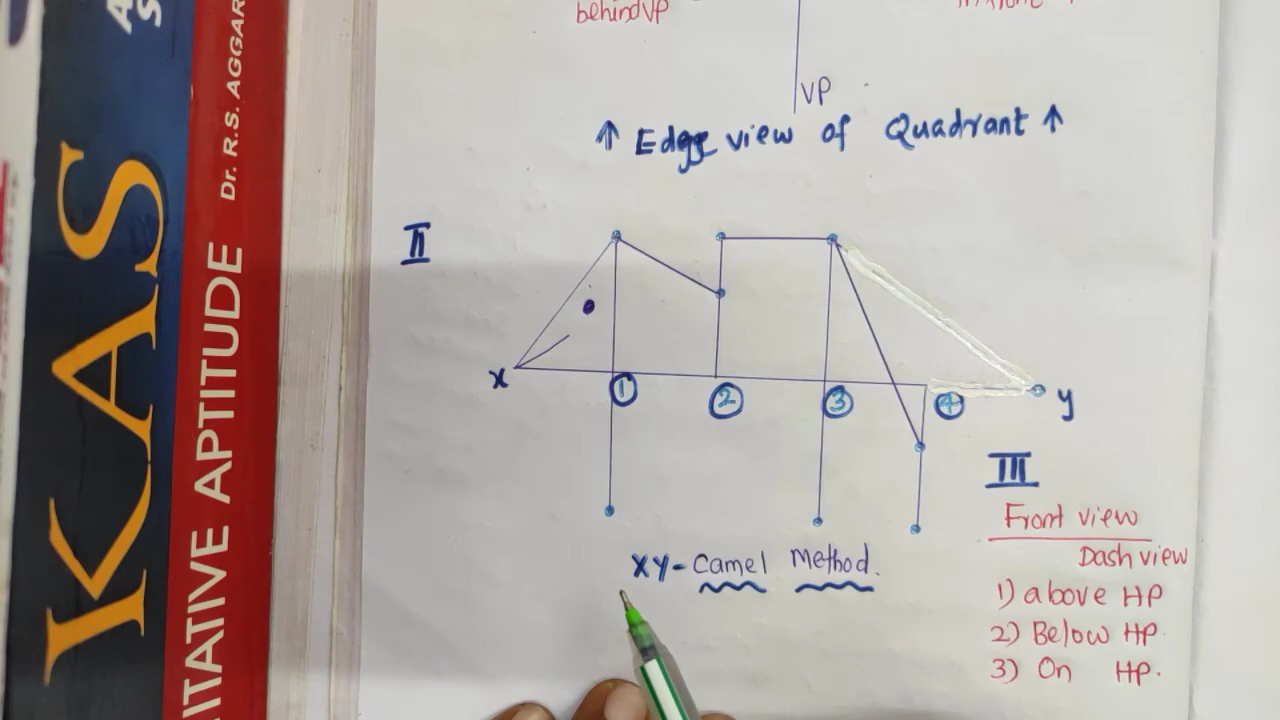 KAS
ITATIVE APTITUDE Dr. R.S. AGGAR
behind VP
VP
↑ Edge view of Quadrant ↑
II
X
1 2 3 4
y
III
XY-Camel Method.
Front view
Dash view
1) above HP
2) Below HP.
3) On HP.